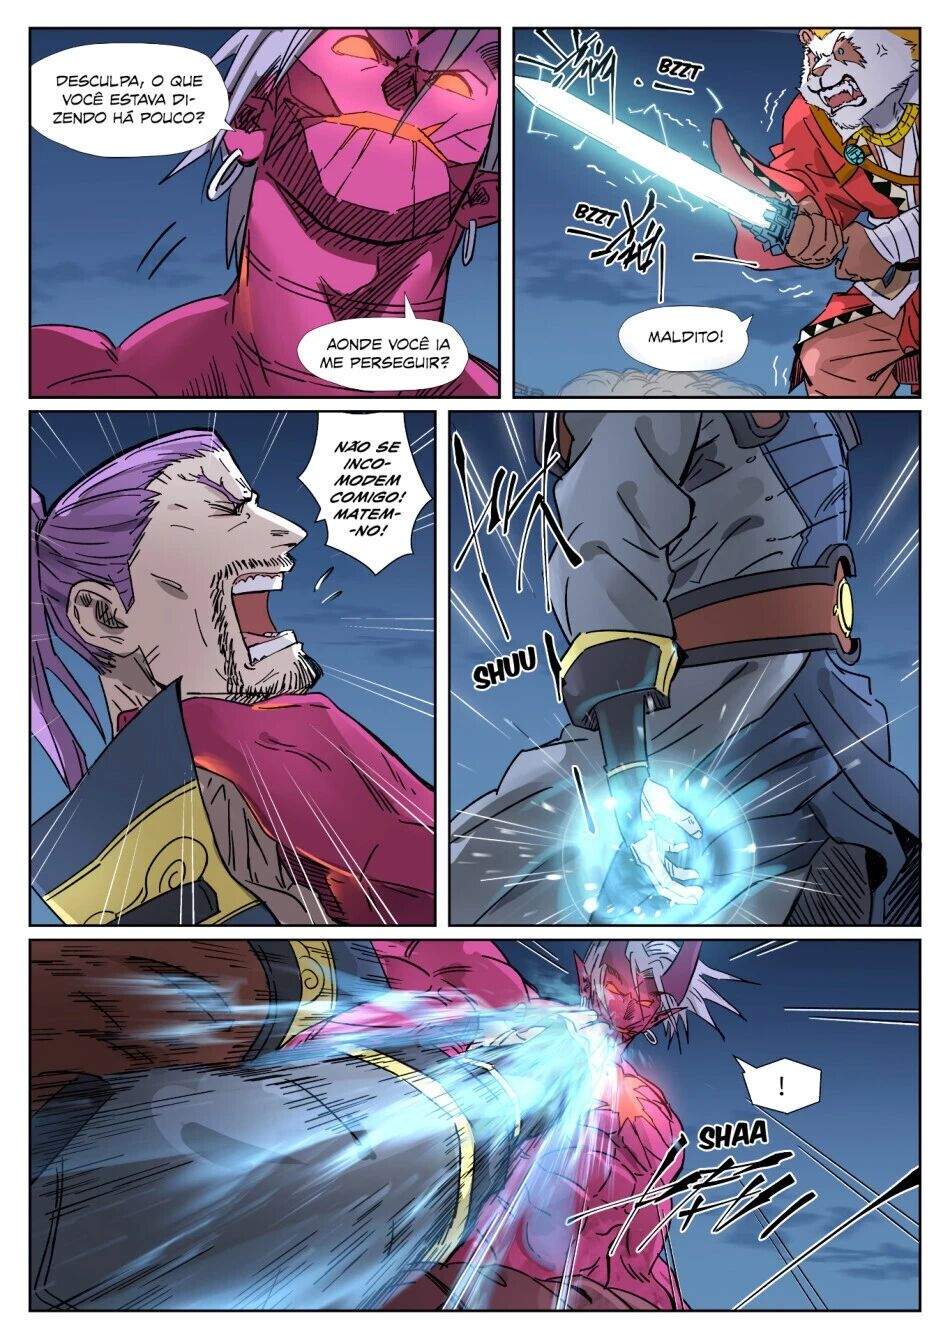 DESCULPA, O QUE
VOCÊ ESTAVA DI-
ZENDO HÁ POUCO?
AONDE VOCÊ IA
ME PERSEGUIR?
BZZT
BZZT
MALDITO!
NÃO SE
INCO-
MODEM
COMIGO!
MATEM-
-NO!
SHUU
!
SHAA